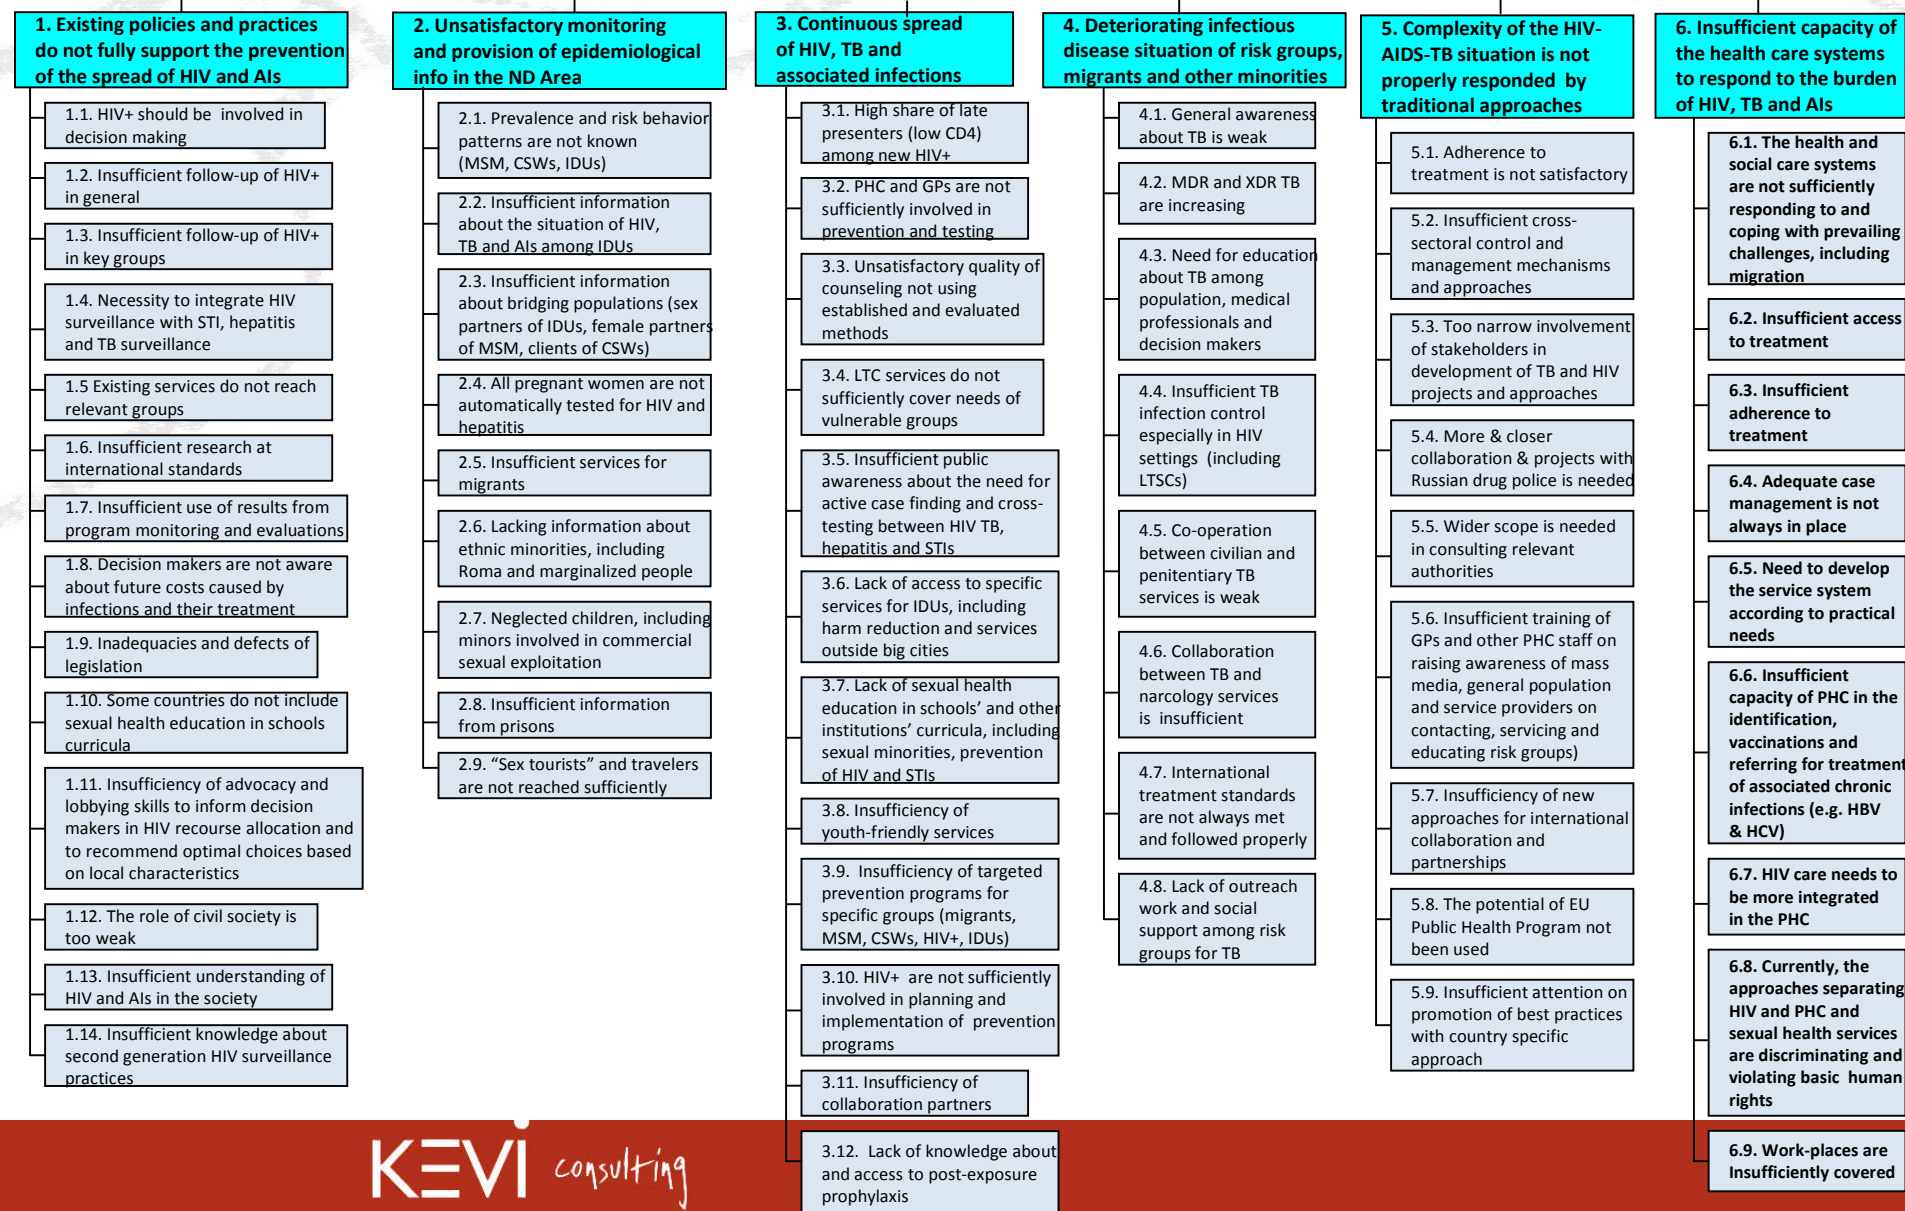 1. Existing policies and practices
do not fully support the prevention
of the spread of HIV and AIs
1.1. HIV+ should be involved in
decision making
1.2. Insufficient follow-up of HIV+
in general
1.3. Insufficient follow-up of HIV+
in key groups
1.4. Necessity to integrate HIV
surveillance with STI, hepatitis
and TB surveillance
1.5 Existing services do not reach
relevant groups
1.6. Insufficient research at
international standards
1.7. Insufficient use of results from
program monitoring and evaluations
1.8. Decision makers are not aware
about future costs caused by
infections and their treatment
1.9. Inadequacies and defects of
legislation
1.10. Some countries do not include
sexual health education in schools
curricula
1.11. Insufficiency of advocacy and
lobbying skills to inform decision
makers in HIV recourse allocation and
to recommend optimal choices based
on local characteristics
1.12. The role of civil society is
too weak
1.13. Insufficient understanding of
HIV and AIs in the society
1.14. Insufficient knowledge about
second generation HIV surveillance
practices
2. Unsatisfactory monitoring
and provision of epidemiological
info in the ND Area
2.1. Prevalence and risk behavior
patterns are not known
(MSM, CSWs, IDUs)
2.2. Insufficient information
about the situation of HIV,
TB and AIs among IDUs
2.3. Insufficient information
about bridging populations (sex
partners of IDUs, female partners
of MSM, clients of CSWs)
2.4. All pregnant women are not
automatically tested for HIV and
hepatitis
2.5. Insufficient services for
migrants
2.6. Lacking information about
ethnic minorities, including
Roma and marginalized people
2.7. Neglected children, including
minors involved in commercial
sexual exploitation
2.8. Insufficient information
from prisons
2.9. “Sex tourists” and travelers
are not reached sufficiently
3. Continuous spread
of HIV, TB and
associated infections
3.1. High share of late
presenters (low CD4)
among new HIV+
3.2. PHC and GPs are not
sufficiently involved in
prevention and testing
3.3. Unsatisfactory quality of
counseling not using
established and evaluated
methods
3.4. LTC services do not
sufficiently cover needs of
vulnerable groups
3.5. Insufficient public
awareness about the need for
active case finding and cross-
testing between HIV TB,
hepatitis and STIs
3.6. Lack of access to specific
services for IDUs, including
harm reduction and services
outside big cities
3.7. Lack of sexual health
education in schools’ and other
institutions’ curricula, including
sexual minorities, prevention
of HIV and STIs
3.8. Insufficiency of
youth-friendly services
3.9. Insufficiency of targeted
prevention programs for
specific groups (migrants,
MSM, CSWs, HIV+, IDUs)
3.10. HIV+ are not sufficiently
involved in planning and
implementation of prevention
programs
3.11. Insufficiency of
collaboration partners
3.12. Lack of knowledge about
and access to post-exposure
prophylaxis
4. Deteriorating infectious
disease situation of risk groups,
migrants and other minorities
4.1. General awareness
about TB is weak
4.2. MDR and XDR TB
are increasing
4.3. Need for education
about TB among
population, medical
professionals and
decision makers
4.4. Insufficient TB
infection control
especially in HIV
settings (including
LTSCs)
4.5. Co-operation
between civilian and
penitentiary TB
services is weak
4.6. Collaboration
between TB and
narcology services
is insufficient
4.7. International
treatment standards
are not always met
and followed properly
4.8. Lack of outreach
work and social
support among risk
groups for TB
5. Complexity of the HIV-
AIDS-TB situation is not
properly responded by
traditional approaches
5.1. Adherence to
treatment is not satisfactory
5.2. Insufficient cross-
sectoral control and
management mechanisms
and approaches
5.3. Too narrow involvement
of stakeholders in
development of TB and HIV
projects and approaches
5.4. More & closer
collaboration & projects with
Russian drug police is needed
5.5. Wider scope is needed
in consulting relevant
authorities
5.6. Insufficient training of
GPs and other PHC staff on
raising awareness of mass
media, general population
and service providers on
contacting, servicing and
educating risk groups)
5.7. Insufficiency of new
approaches for international
collaboration and
partnerships
5.8. The potential of EU
Public Health Program not
been used
5.9. Insufficient attention on
promotion of best practices
with country specific
approach
6. Insufficient capacity of
the health care systems
to respond to the burden
of HIV, TB and AIs
6.1. The health and
social care systems
are not sufficiently
responding to and
coping with prevailing
challenges, including
migration
6.2. Insufficient access
to treatment
6.3. Insufficient
adherence to
treatment
6.4. Adequate case
management is not
always in place
6.5. Need to develop
the service system
according to practical
needs
6.6. Insufficient
capacity of PHC in the
identification,
vaccinations and
referring for treatment
of associated chronic
infections (e.g. HBV
& HCV)
6.7. HIV care needs to
be more integrated
in the PHC
6.8. Currently, the
approaches separating
HIV and PHC and
sexual health services
are discriminating and
violating basic human
rights
6.9. Work-places are
Insufficiently covered
KEVI consulting